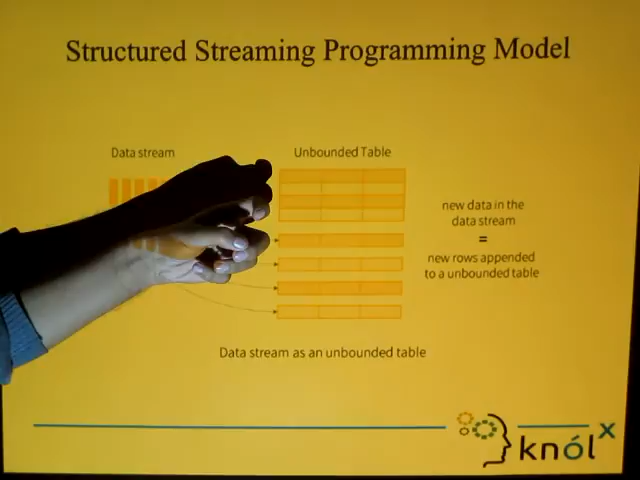 Structured Streaming Programming Model
Data stream
Unbounded Table
new data in the
data stream
=
new rows appended
to a unbounded table
Data stream as an unbounded table
knólx